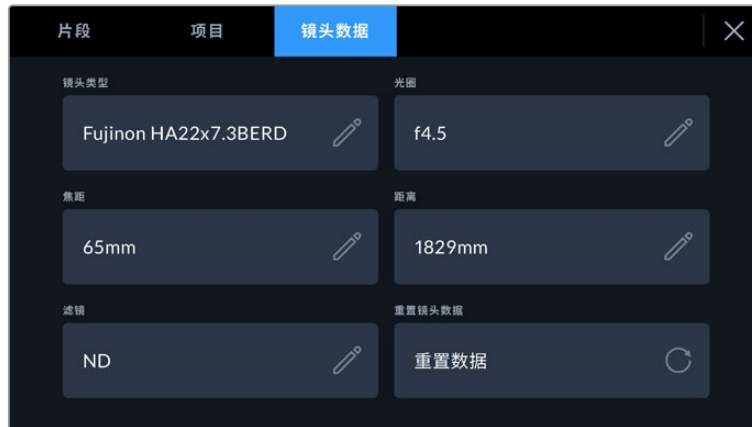 片段 项目 镜头数据
镜头类型 光圈
Fujinon HA22x7.3BERD f4.5
焦距 距离
65mm 1829mm
滤镜 重置镜头数据
ND 重置数据